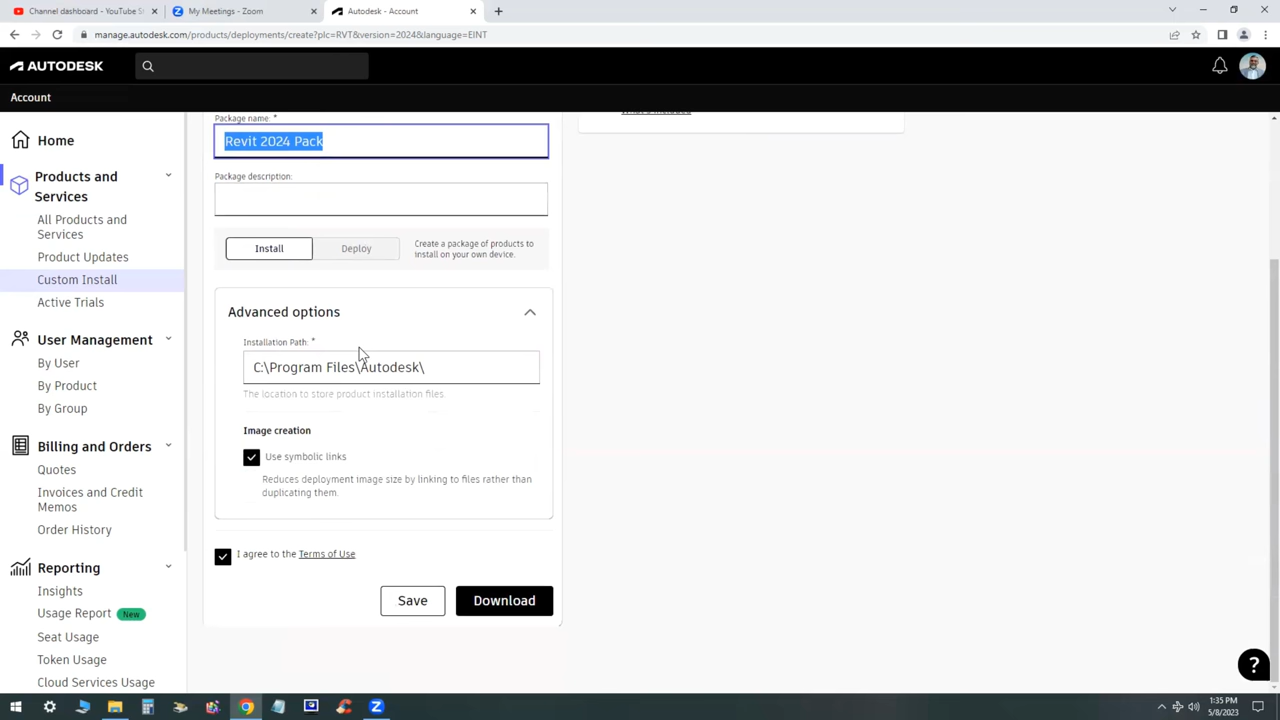 Channel dashboard - YouTube St
My Meetings - Zoom
Autodesk - Account
manage.autodesk.com/products/deployments/create?plc=RVT&version=2024&language=EINT
AUTODESK
Account
Home
Products and
Services
All Products and
Services
Product Updates
Custom Install
Active Trials
User Management
By User
By Product
By Group
Billing and Orders
Quotes
Invoices and Credit
Memos
Order History
Reporting
Insights
Usage Report New
Seat Usage
Token Usage
Cloud Services Usage
Package name: *
Revit 2024 Pack
Package description:
Install
Deploy
Create a package of products to
install on your own device.
Advanced options
Installation Path: *
C:\Program Files\Autodesk\
The location to store product installation files.
Image creation
Use symbolic links
Reduces deployment image size by linking to files rather than
duplicating them.
I agree to the Terms of Use
Save
Download
What's included
?
1:35 PM
5/8/2023